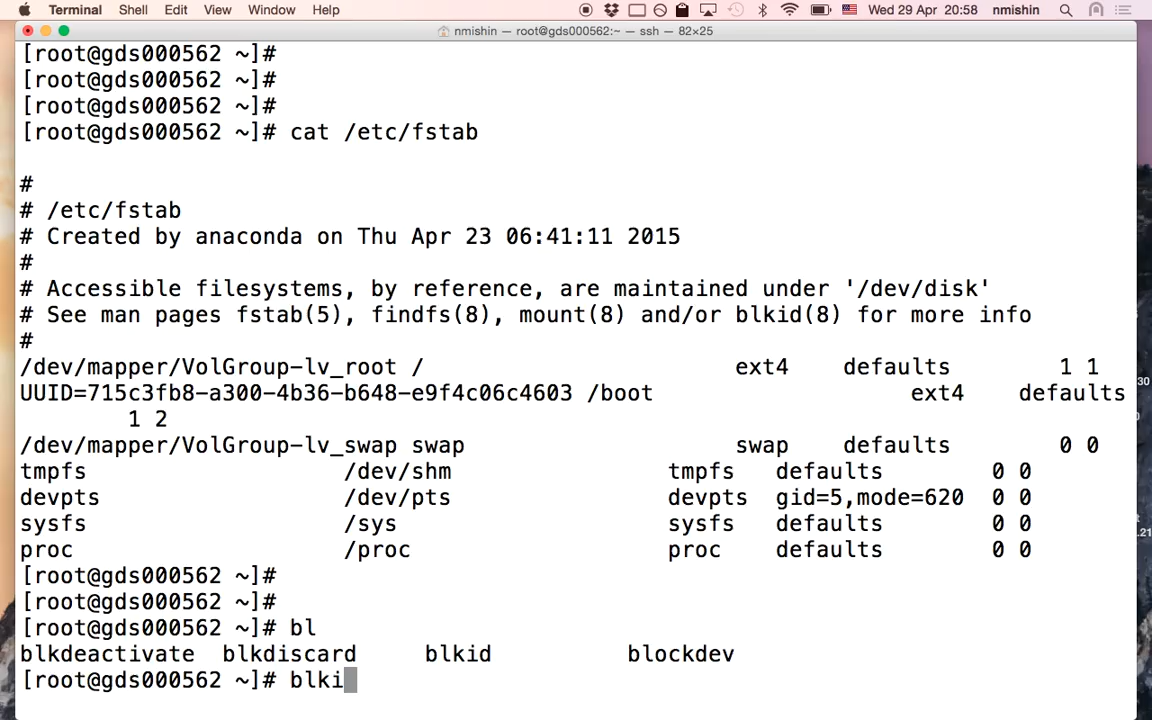 Terminal Shell Edit View Window Help Wed 29 Apr 20:58 nmishin
nmishin — root@gds000562:~ — ssh — 82×25
[root@gds000562 ~]#
[root@gds000562 ~]#
[root@gds000562 ~]#
[root@gds000562 ~]# cat /etc/fstab
#
# /etc/fstab
# Created by anaconda on Thu Apr 23 06:41:11 2015
#
# Accessible filesystems, by reference, are maintained under '/dev/disk'
# See man pages fstab(5), findfs(8), mount(8) and/or blkid(8) for more info
#
/dev/mapper/VolGroup-lv_root / ext4 defaults 1 1
UUID=715c3fb8-a300-4b36-b648-e9f4c06c4603 /boot ext4 defaults
1 2
/dev/mapper/VolGroup-lv_swap swap swap defaults 0 0
tmpfs /dev/shm tmpfs defaults 0 0
devpts /dev/pts devpts gid=5,mode=620 0 0
sysfs /sys sysfs defaults 0 0
proc /proc proc defaults 0 0
[root@gds000562 ~]#
[root@gds000562 ~]#
[root@gds000562 ~]# bl
blkdeactivate blkdiscard blkid blockdev
[root@gds000562 ~]# blki